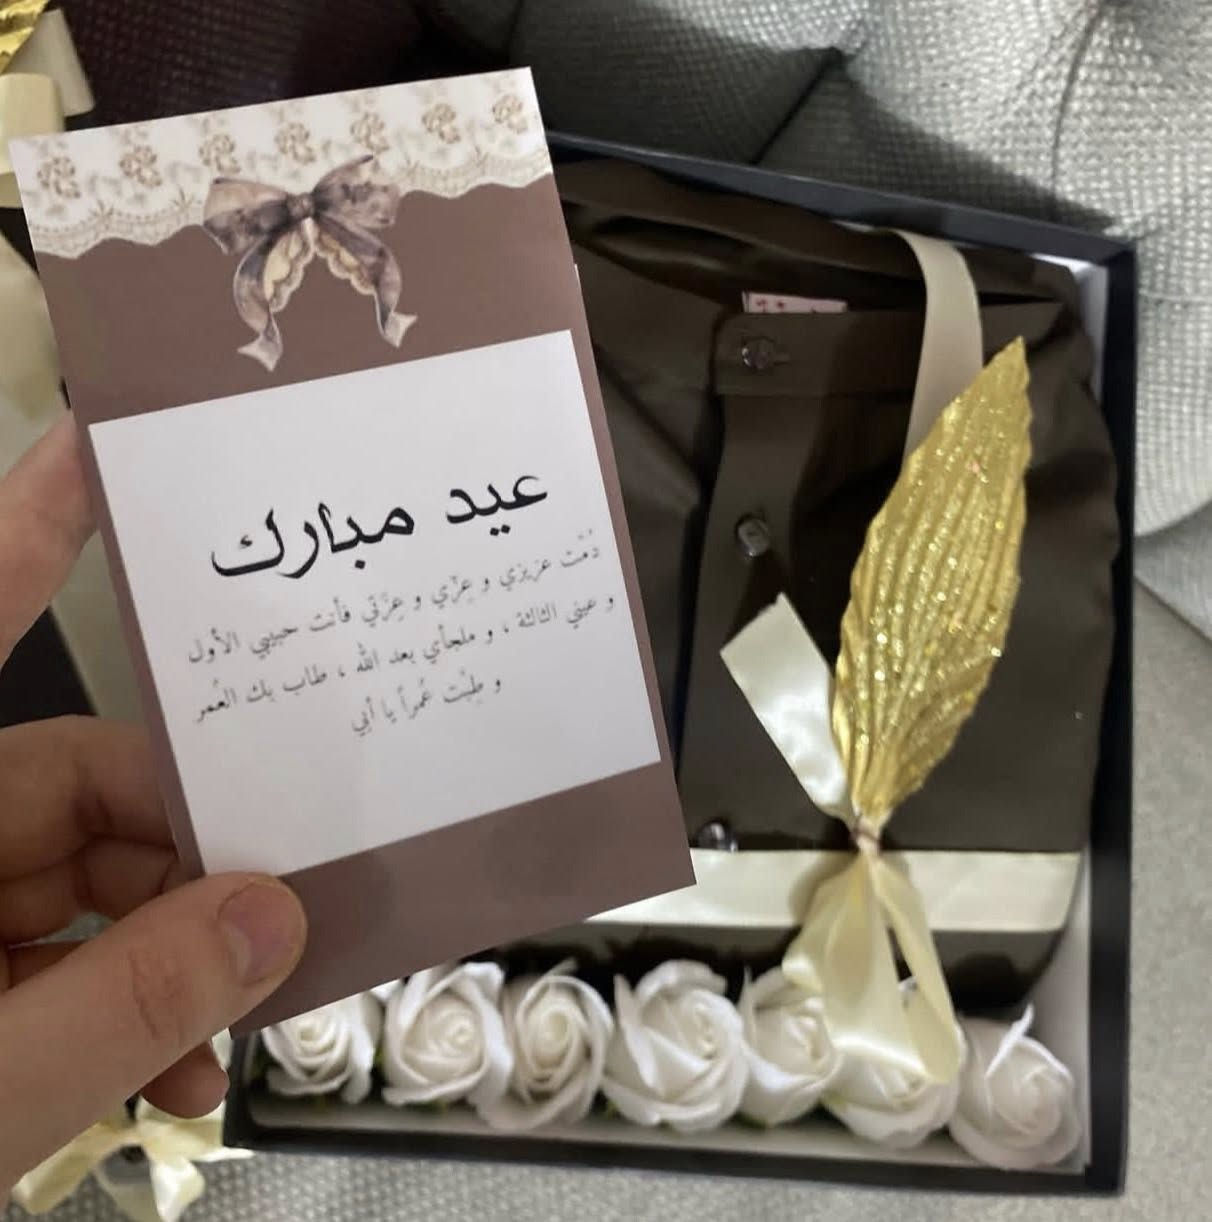 عيد مبارك
دُمْت عزيزي و عِزّي و عِزّتي فأنت حبيبي الأول
و عيني الثالثة ، و ملجأي بعد الله ، طاب بك العُمر
و طِبْت عُمراً يا أبي